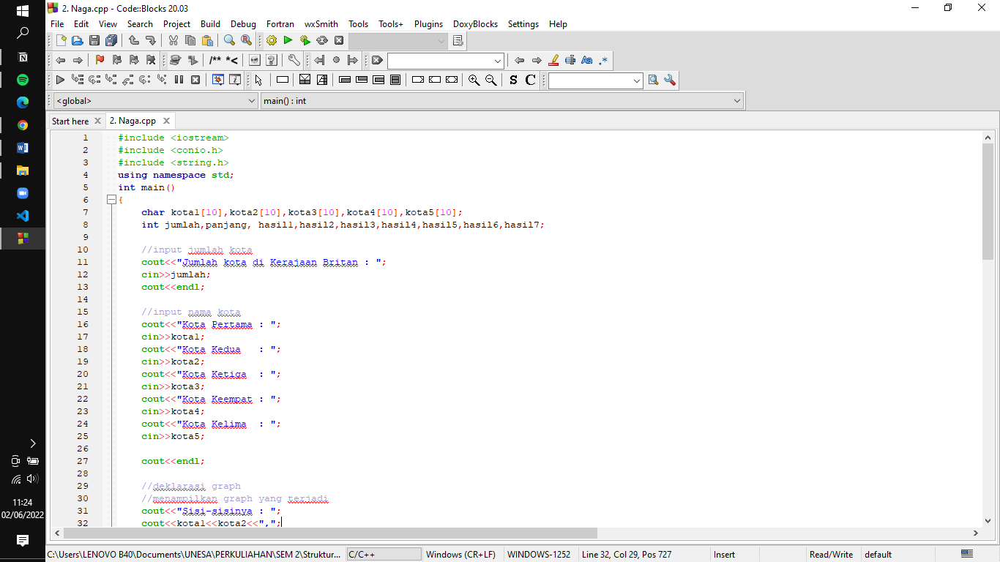 2. Naga.cpp - Code::Blocks 20.03
File Edit View Search Project Build Debug Fortran wxSmith Tools Tools+ Plugins DoxyBlocks Settings Help
/** *<
Aa .*
S C
<global> main() : int
Start here 2. Naga.cpp
1 #include <iostream>
2 #include <conio.h>
3 #include <string.h>
4 using namespace std;
5 int main()
6 {
7 char kota1[10],kota2[10],kota3[10],kota4[10],kota5[10];
8 int jumlah,panjang, hasil1,hasil2,hasil3,hasil4,hasil5,hasil6,hasil7;
9
10 //input jumlah kota
11 cout<<"Jumlah kota di Kerajaan Britan : ";
12 cin>>jumlah;
13 cout<<endl;
14
15 //input nama kota
16 cout<<"Kota Pertama : ";
17 cin>>kota1;
18 cout<<"Kota Kedua   : ";
19 cin>>kota2;
20 cout<<"Kota Ketiga  : ";
21 cin>>kota3;
22 cout<<"Kota Keempat : ";
23 cin>>kota4;
24 cout<<"Kota Kelima  : ";
25 cin>>kota5;
26
27 cout<<endl;
28
29 //deklarasi graph
30 //menampilkan graph yang terjadi
31 cout<<"Sisi-sisinya : ";
32 cout<<kota1<<kota2<<",";
11:24
02/06/2022
C:\Users\LENOVO B40\Documents\UNESA\PERKULIAHAN\SEM 2\Struktur... C/C++ Windows (CR+LF) WINDOWS-1252 Line 32, Col 29, Pos 727 Insert Read/Write default